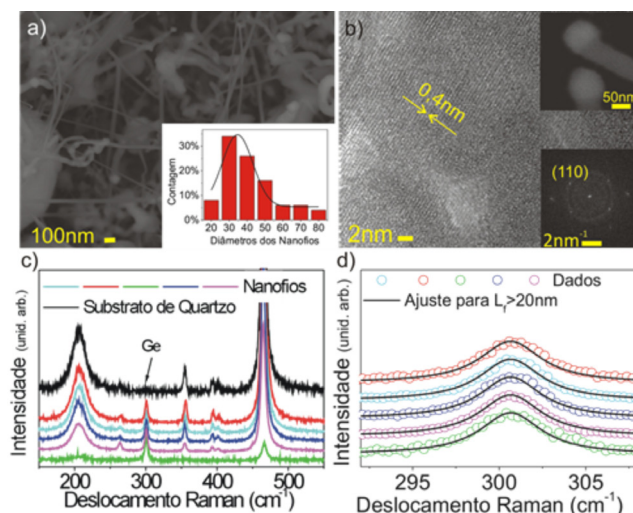 a)
100nm
Contagem
30%
20%
10%
0%
20 30 40 50 60 70 80
Diâmetros dos Nanofios
b)
0,4nm
2nm
50nm
(110)
2nm-1
c)
Nanofios
Substrato de Quartzo
Ge
Intensidade (unid. arb.)
200 300 400 500
Deslocamento Raman (cm-1)
d)
Dados
Ajuste para Lf>20nm
Intensidade (unid. arb.)
295 300 305
Deslocamento Raman (cm-1)